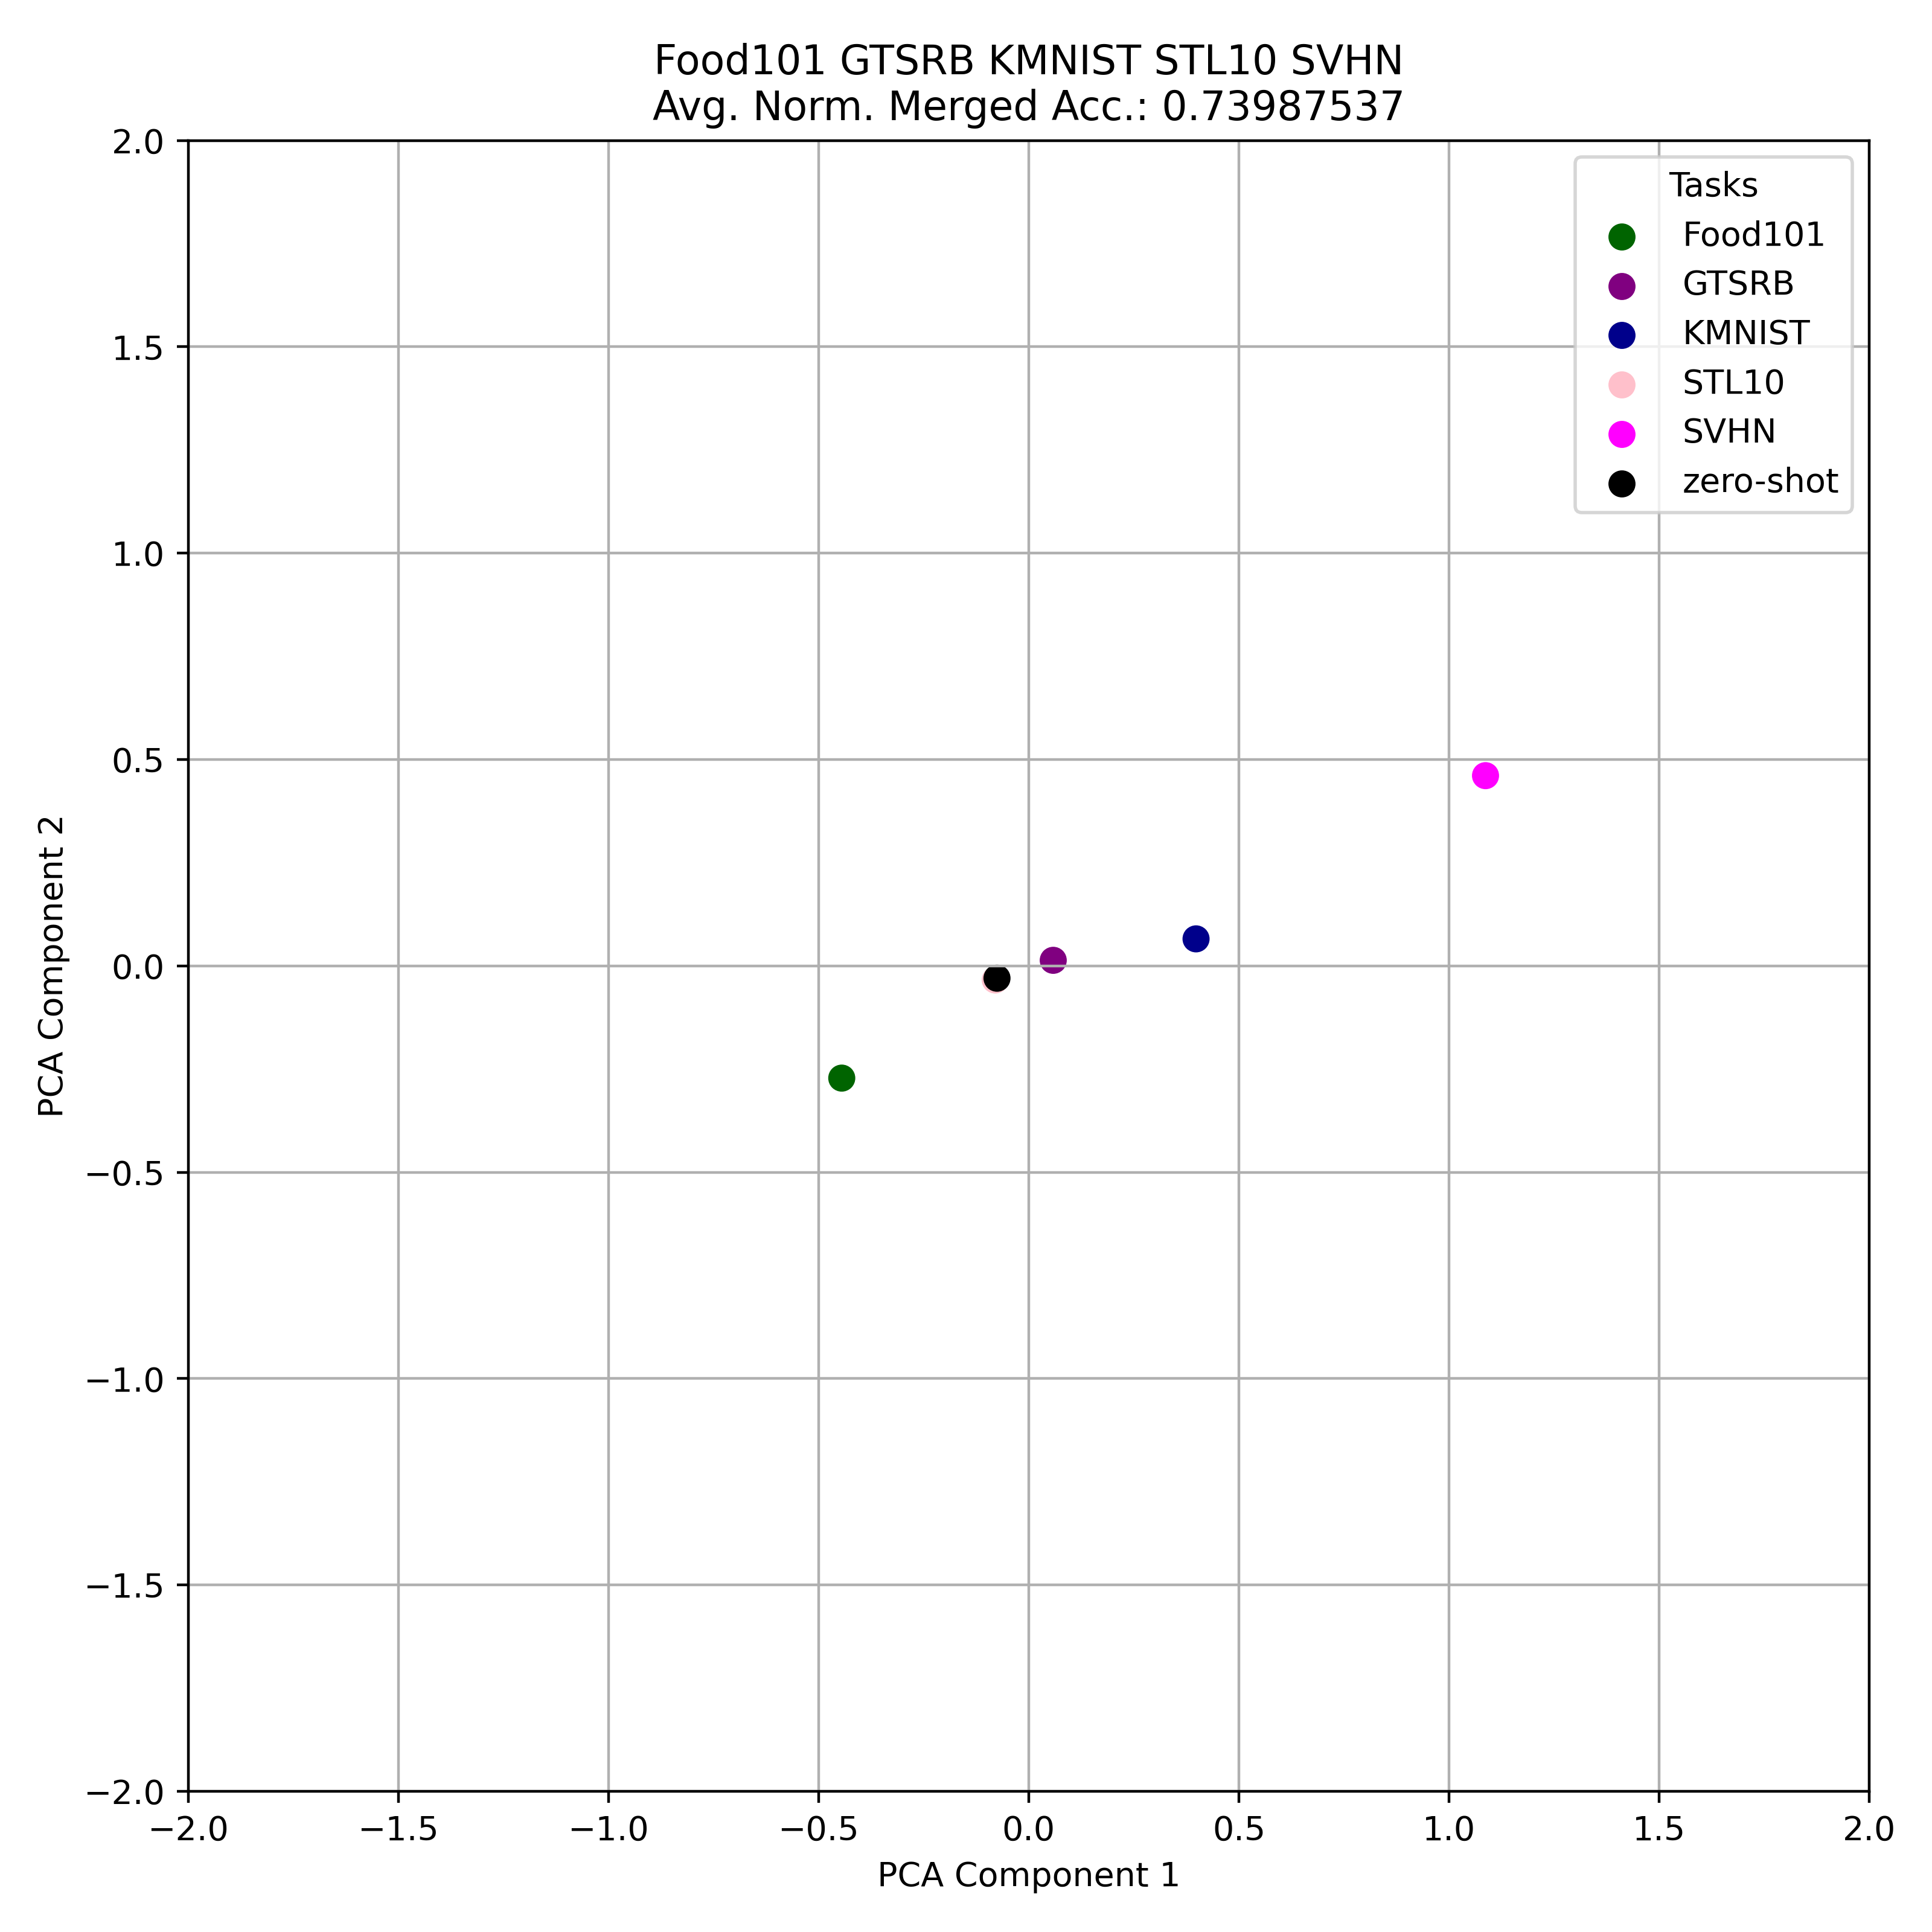 Food101 GTSRB KMNIST STL10 SVHN
Avg. Norm. Merged Acc.: 0.73987537
Tasks
Food101
GTSRB
KMNIST
STL10
SVHN
zero-shot
2.0
1.5
1.0
0.5
0.0
−0.5
−1.0
−1.5
−2.0
PCA Component 2
−2.0 −1.5 −1.0 −0.5 0.0 0.5 1.0 1.5 2.0
PCA Component 1